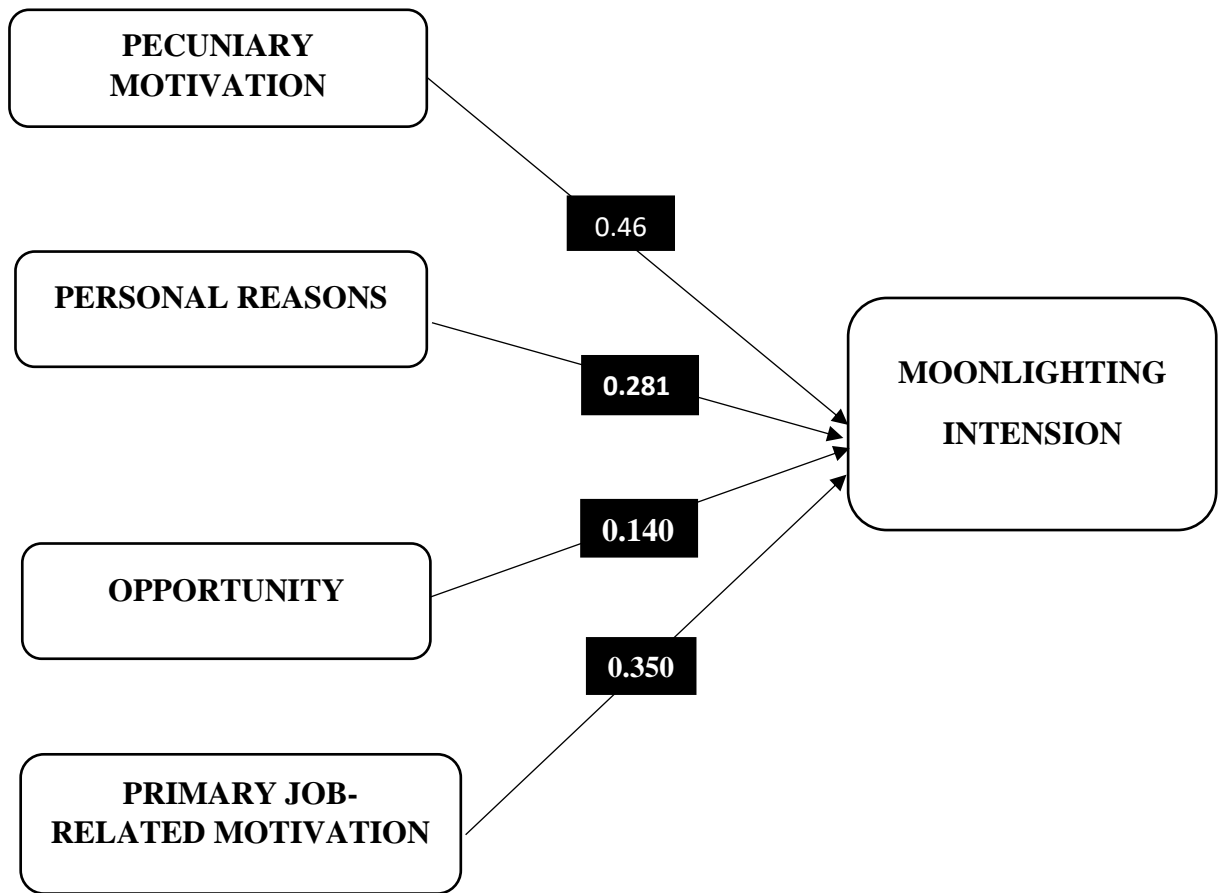 PECUNIARY
MOTIVATION
0.46
PERSONAL REASONS
0.281
MOONLIGHTING
INTENSION
0.140
OPPORTUNITY
0.350
PRIMARY JOB-
RELATED MOTIVATION